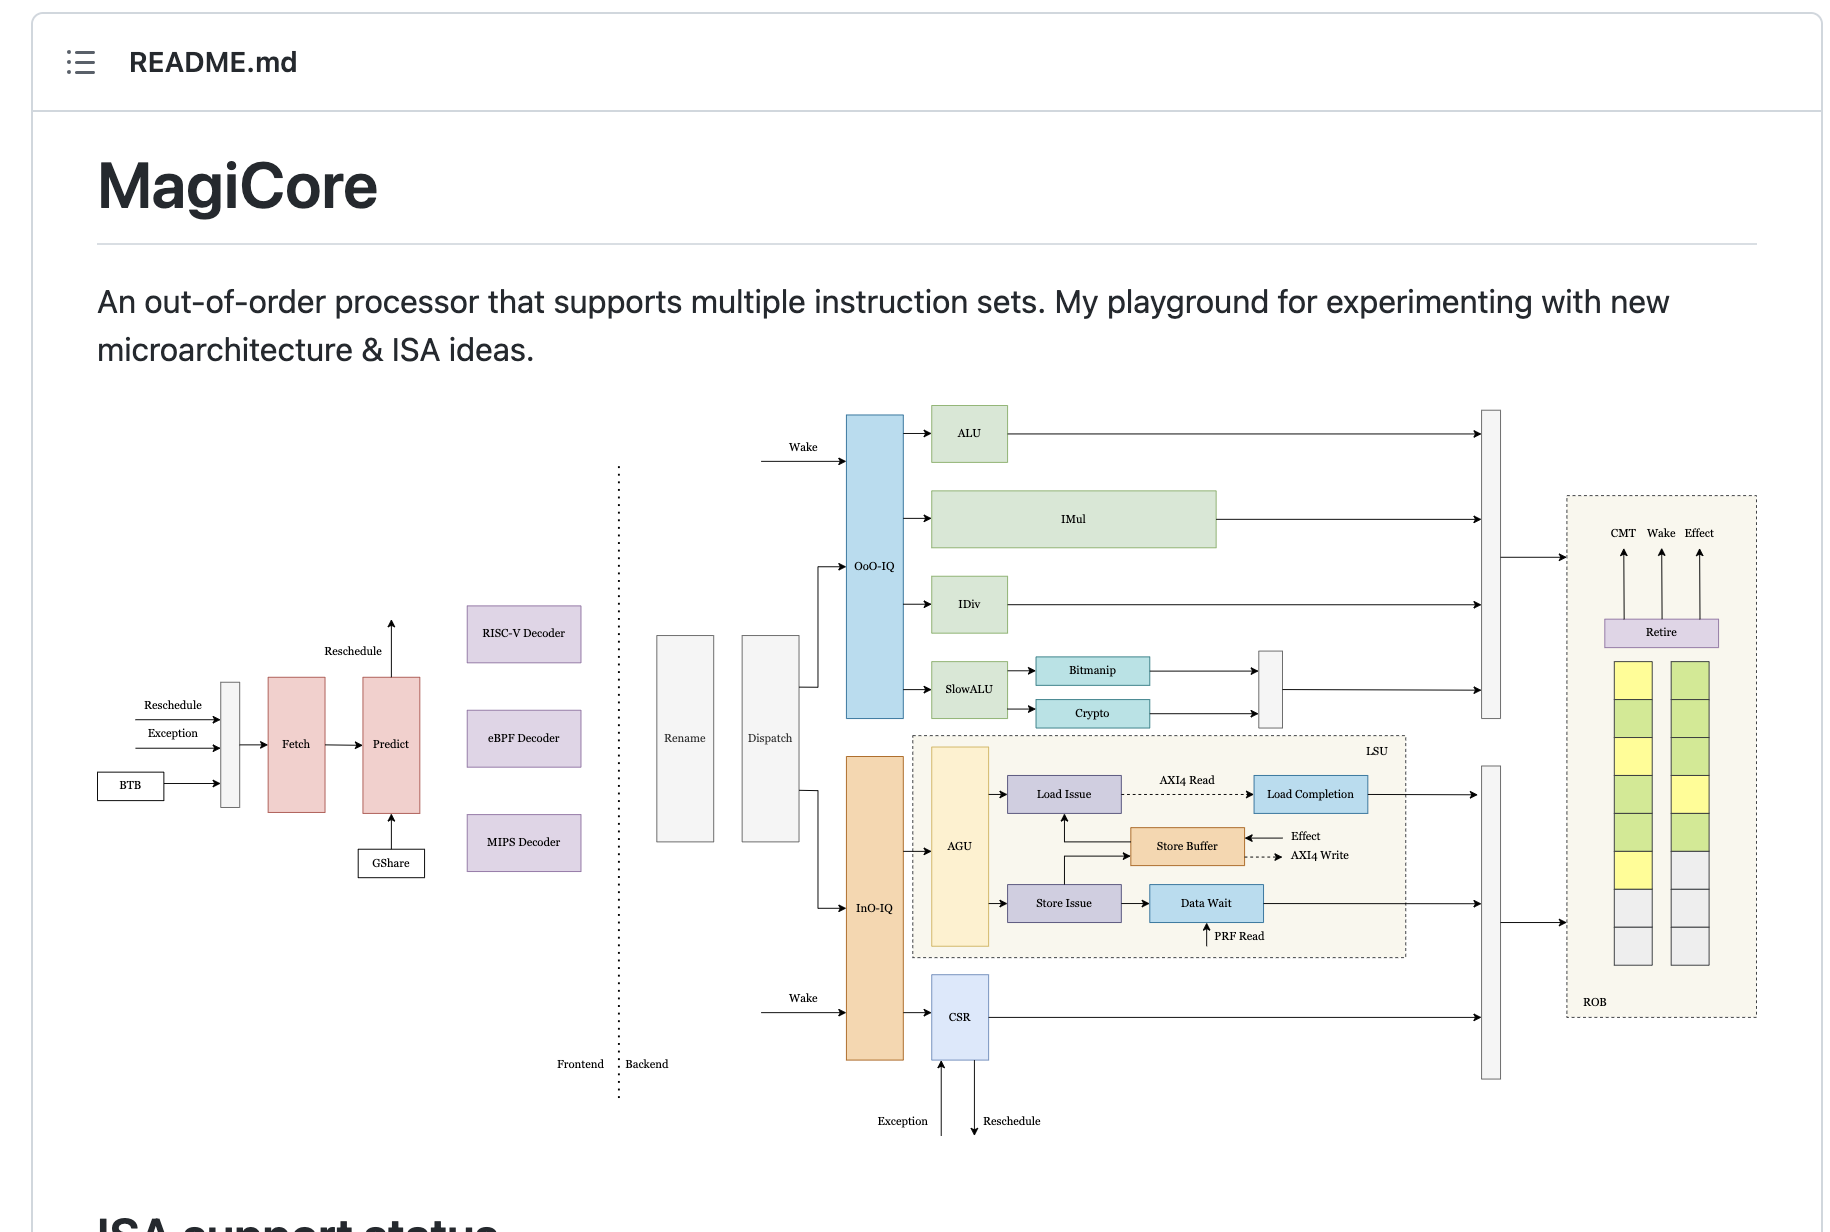 README.md
MagiCore
An out-of-order processor that supports multiple instruction sets. My playground for experimenting with new
microarchitecture & ISA ideas.
Reschedule
Exception
BTB
Fetch
Reschedule
Predict
GShare
RISC-V Decoder
eBPF Decoder
MIPS Decoder
Frontend
Backend
Rename
Dispatch
Wake
OoO-IQ
ALU
IMul
IDiv
SlowALU
Bitmanip
Crypto
InO-IQ
Wake
LSU
AGU
Load Issue
AXI4 Read
Load Completion
Store Buffer
Effect
AXI4 Write
Store Issue
Data Wait
PRF Read
CSR
Exception
Reschedule
CMT Wake Effect
Retire
ROB
ISA support status